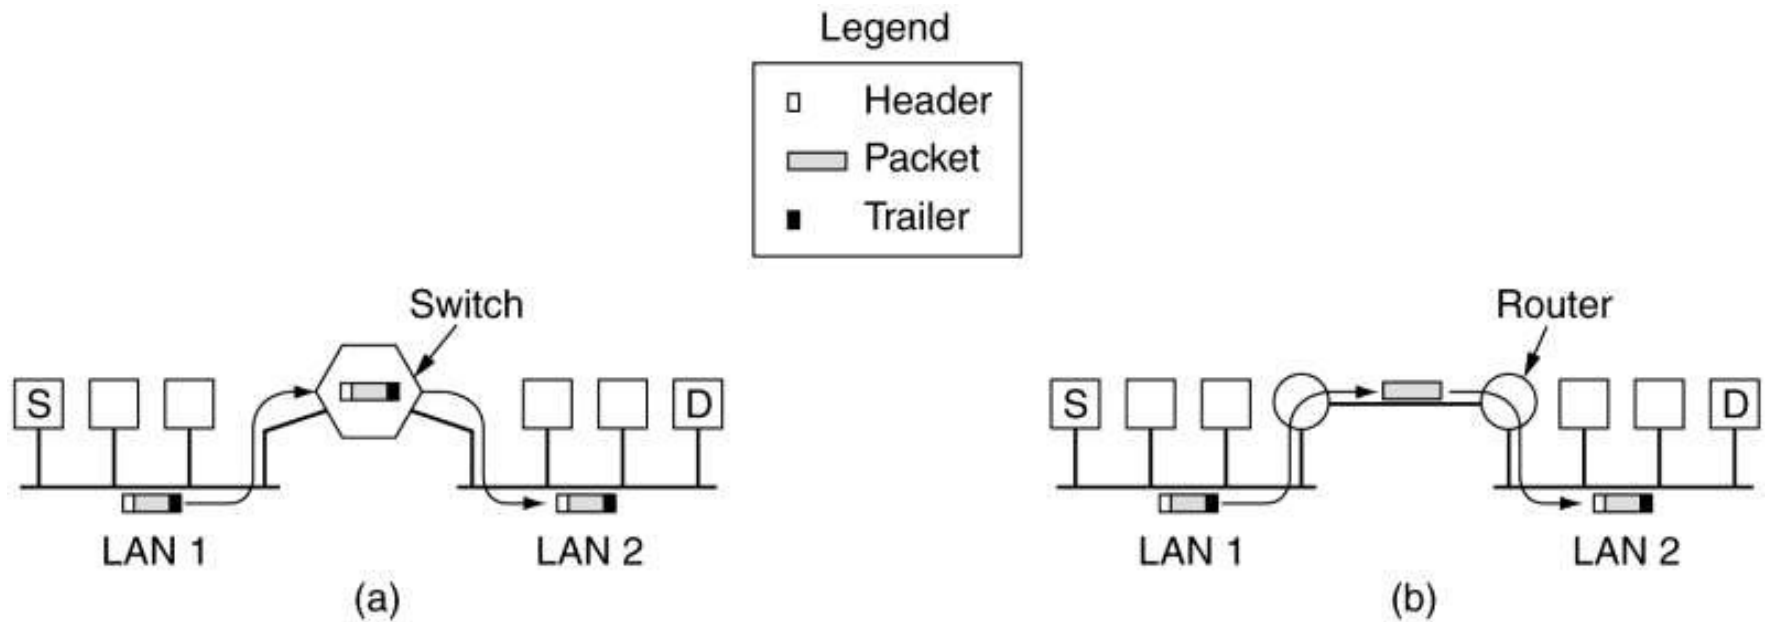 Legend
Header
Packet
Trailer
Switch
S
D
LAN 1
LAN 2
(a)
Router
S
D
LAN 1
LAN 2
(b)